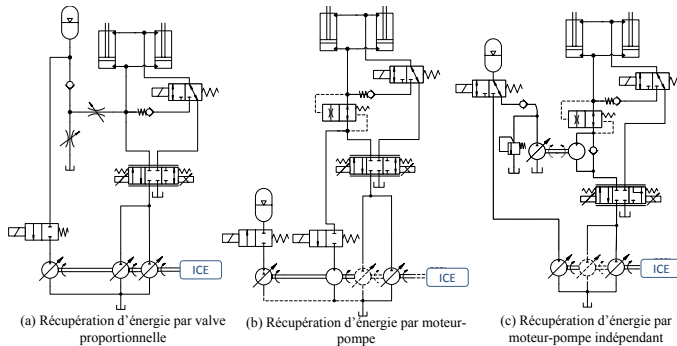 ICE
ICE
ICE
(a) Récupération d'énergie par valve
proportionnelle
(b) Récupération d'énergie par moteur-
pompe
(c) Récupération d'énergie par
moteur-pompe indépendant